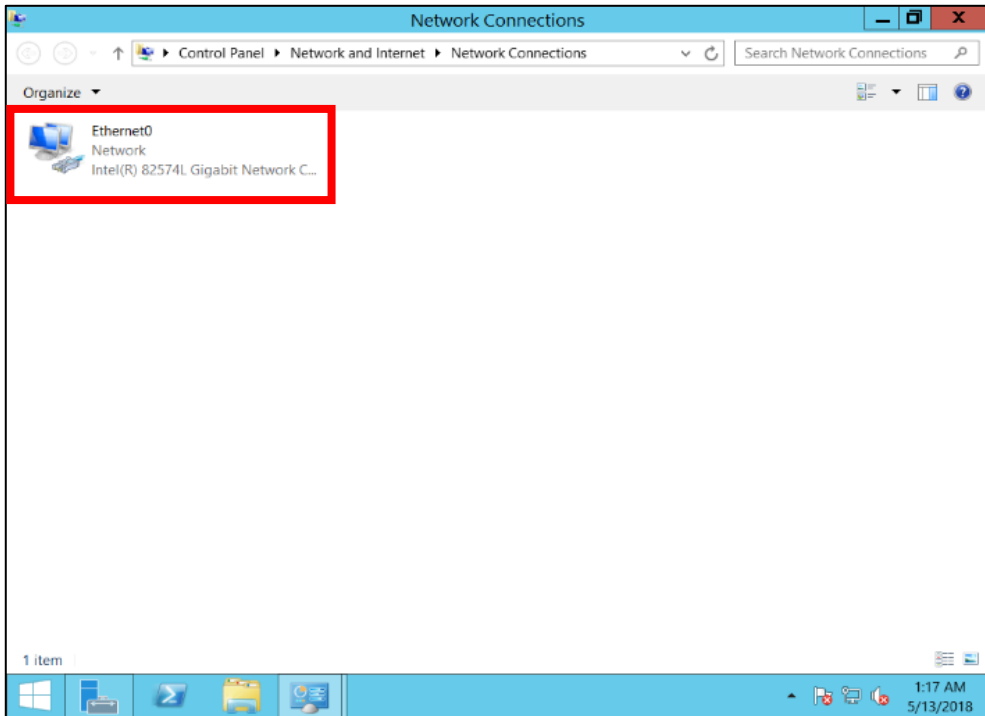 Network Connections
Control Panel Network and Internet Network Connections
Search Network Connections
Organize
Ethernet0
Network
Intel(R) 82574L Gigabit Network C...
1 item
1:17 AM
5/13/2018